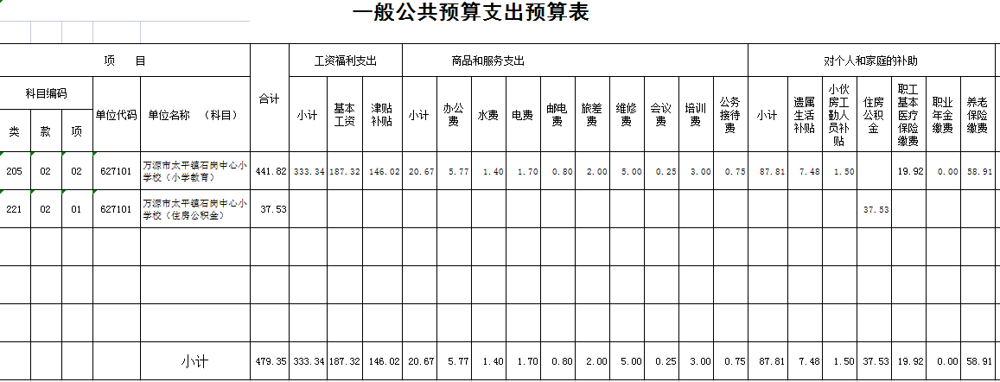 一般公共预算支出预算表
项 目
合计
工资福利支出
商品和服务支出
对个人和家庭的补助
科目编码
单位代码
单位名称 （科目）
小计
基本
工资
津贴
补贴
小计
办公
费
水费
电费
邮电
费
旅差
费
维修
费
会议
费
培训
费
公务
接待
费
小计
遗属
生活
补贴
小伙
房工
勤人
员补
贴
住房
公积
金
职工
基本
医疗
保险
缴费
职业
年金
缴费
养老
保险
缴费
类 款 项
205 02 02 627101 万源市太平镇石岗中心小
学校（小学教育） 441.82 333.34 187.32 146.02 20.67 5.77 1.40 1.70 0.80 2.00 5.00 0.25 3.00 0.75 87.81 7.48 1.50 19.92 0.00 58.91
221 02 01 627101 万源市太平镇石岗中心小
学校（住房公积金） 37.53 37.53
小计 479.35 333.34 187.32 146.02 20.67 5.77 1.40 1.70 0.80 2.00 5.00 0.25 3.00 0.75 87.81 7.48 1.50 37.53 19.92 0.00 58.91